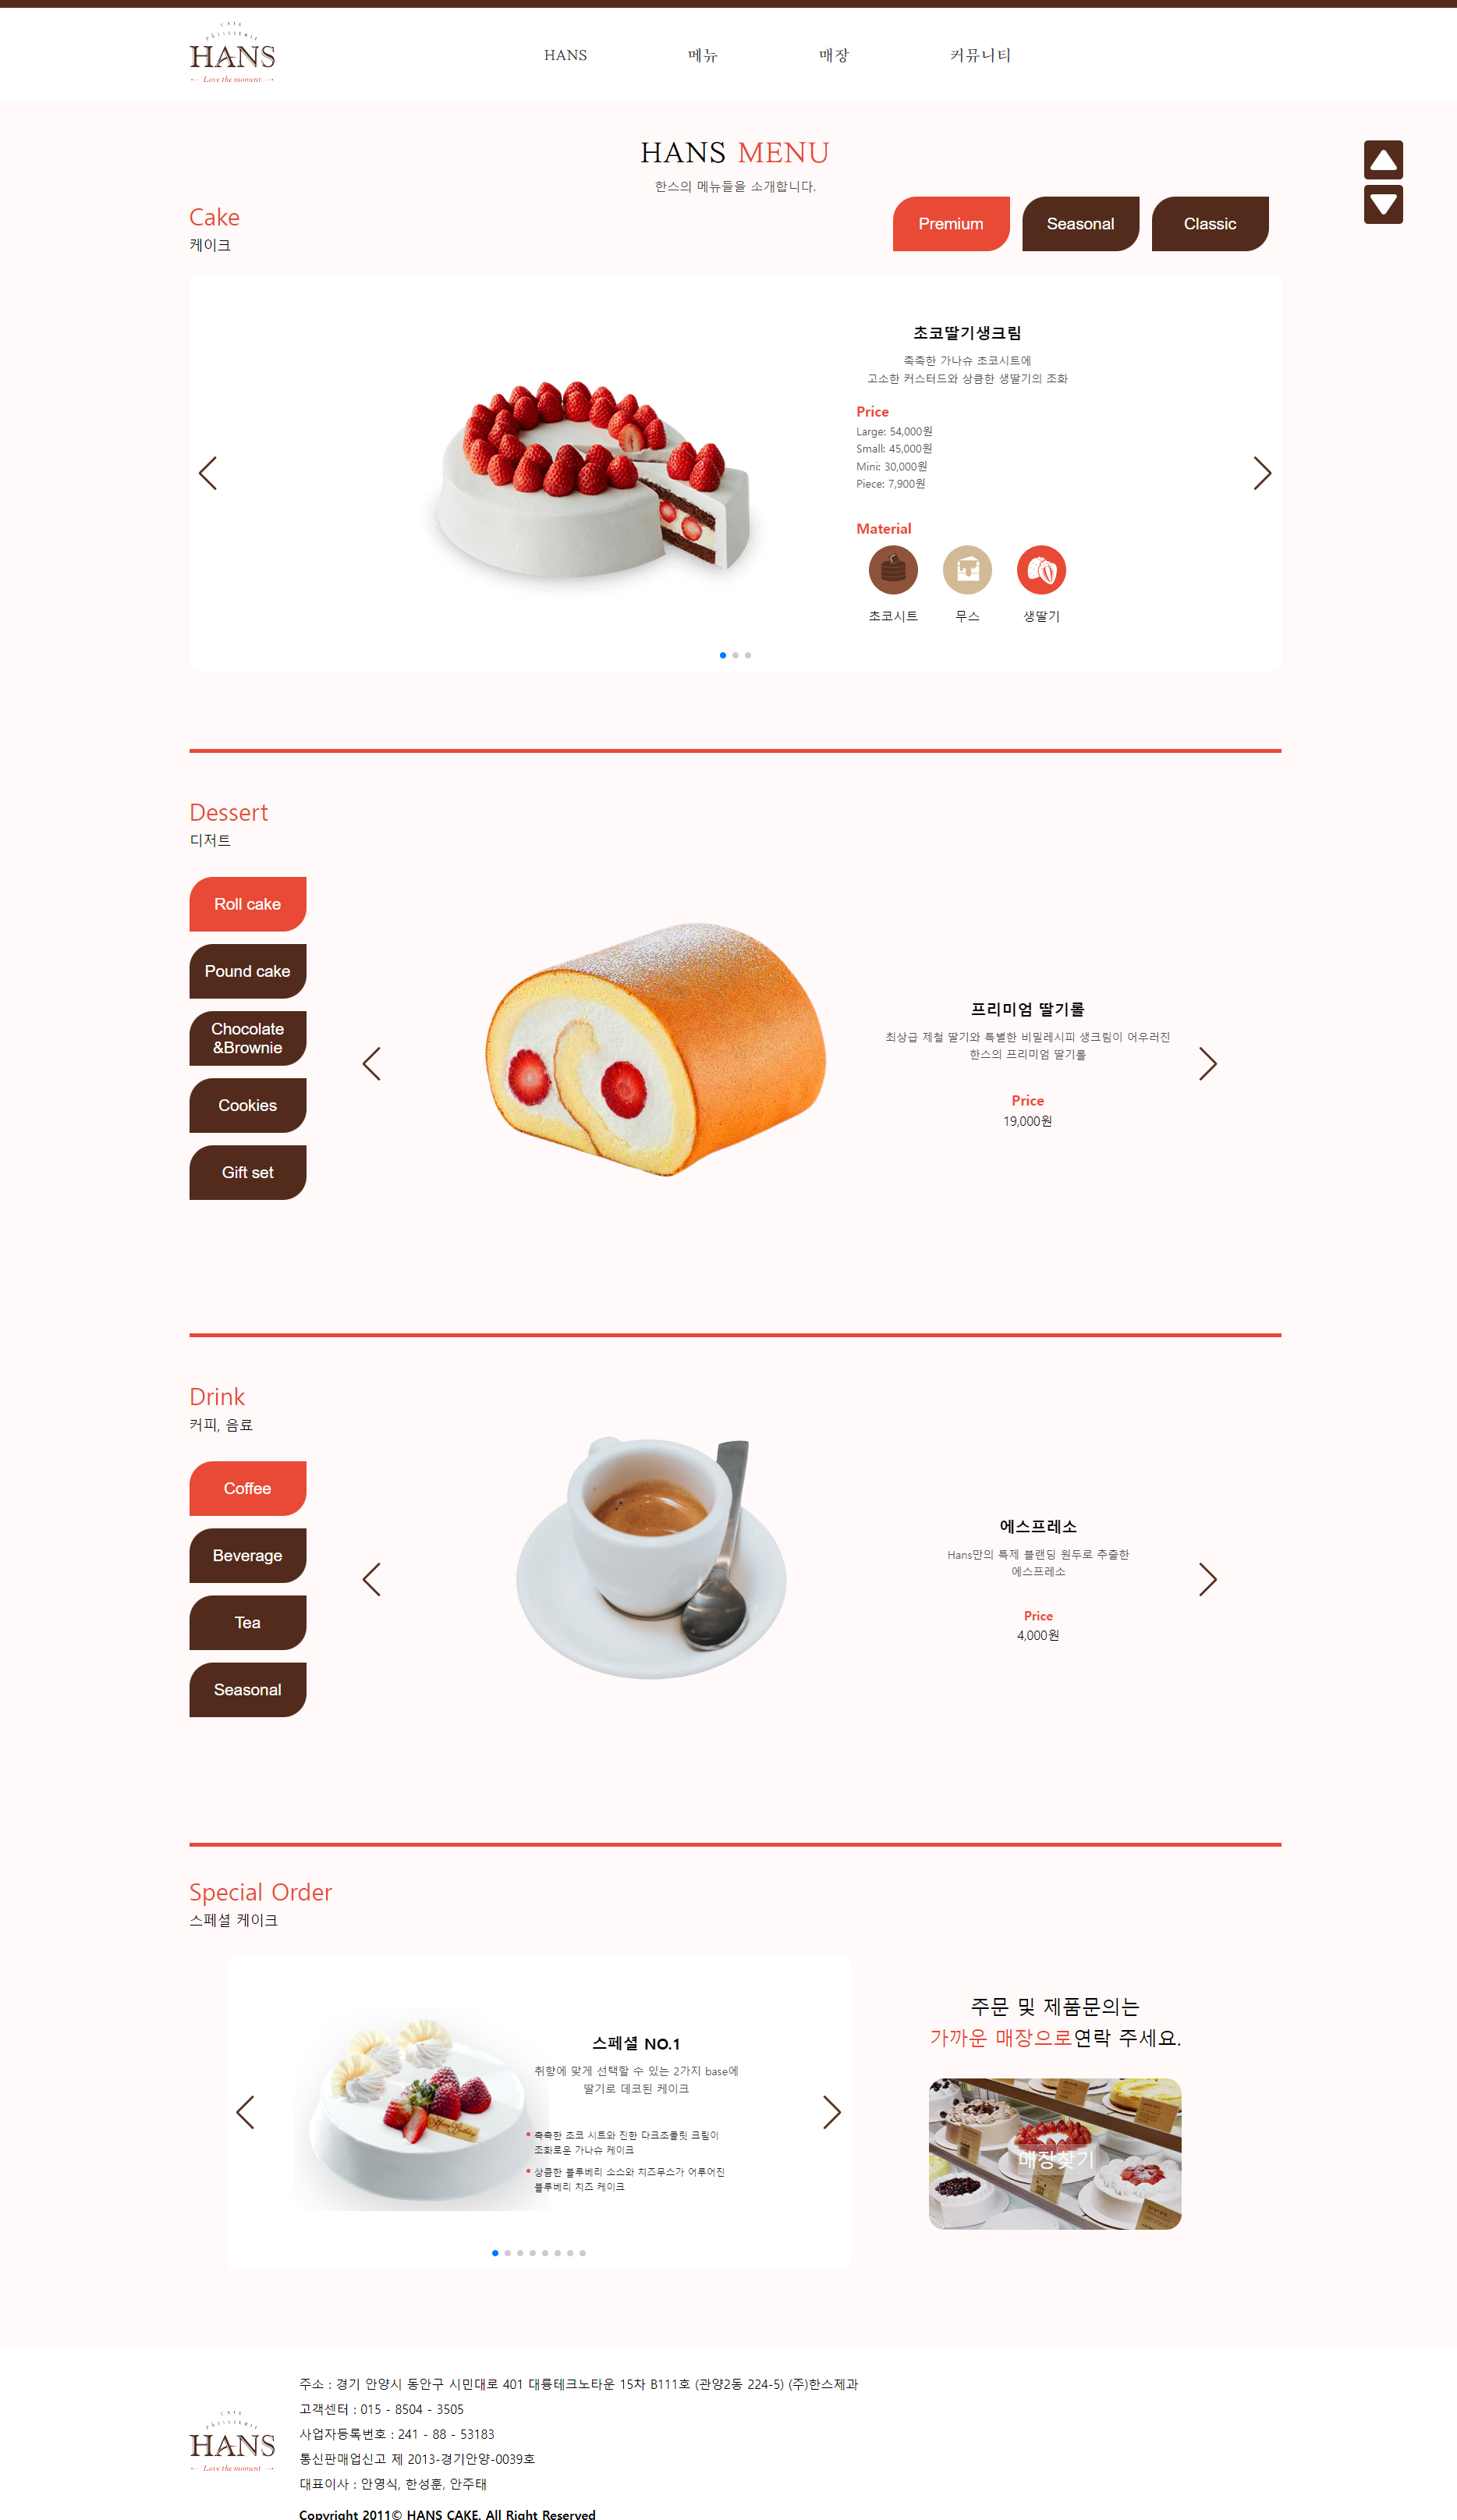 CAFE
PATISSERIE
HANS
Love the moment
HANS
메뉴
매장
커뮤니티
HANS MENU
한스의 메뉴들을 소개합니다.
Cake
케이크
Premium
Seasonal
Classic
초코딸기생크림
촉촉한 가나슈 초코시트에
고소한 커스터드와 상큼한 생딸기의 조화
Price
Large: 54,000원
Small: 45,000원
Mini: 30,000원
Piece: 7,900원
Material
초코시트
무스
생딸기
Dessert
디저트
Roll cake
Pound cake
Chocolate
&Brownie
Cookies
Gift set
프리미엄 딸기롤
최상급 제철 딸기와 특별한 비밀레시피 생크림이 어우러진
한스의 프리미엄 딸기롤
Price
19,000원
Drink
커피, 음료
Coffee
Beverage
Tea
Seasonal
에스프레소
Hans만의 특제 블랜딩 원두로 추출한
에스프레소
Price
4,000원
Special Order
스페셜 케이크
스페셜 NO.1
취향에 맞게 선택할 수 있는 2가지 base에
딸기로 데코된 케이크
촉촉한 초코 시트와 진한 다크초콜릿 크림이
조화로운 가나슈 케이크
상큼한 블루베리 소스와 치즈무스가 어루어진
블루베리 치즈 케이크
주문 및 제품문의는
가까운 매장으로연락 주세요.
매장찾기
CAFE
PATISSERIE
HANS
Love the moment
주소 : 경기 안양시 동안구 시민대로 401 대륭테크노타운 15차 B111호 (관양2동 224-5) (주)한스제과
고객센터 : 015 - 8504 - 3505
사업자등록번호 : 241 - 88 - 53183
통신판매업신고 제 2013-경기안양-0039호
대표이사 : 안영식, 한성훈, 안주태
Copyright 2011© HANS CAKE. All Right Reserved